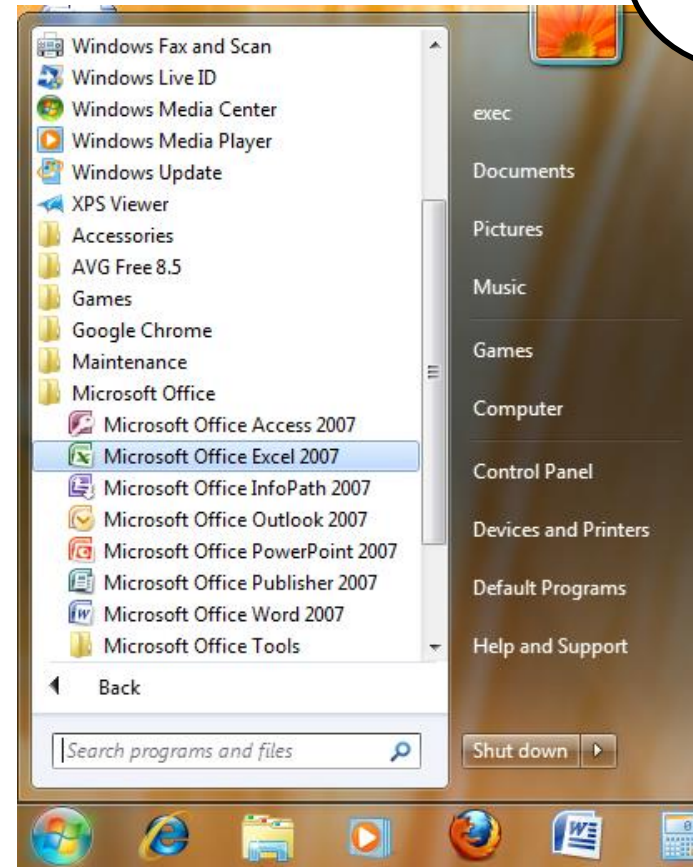 Windows Fax and Scan
Windows Live ID
Windows Media Center
Windows Media Player
Windows Update
XPS Viewer
Accessories
AVG Free 8.5
Games
Google Chrome
Maintenance
Microsoft Office
Microsoft Office Access 2007
Microsoft Office Excel 2007
Microsoft Office InfoPath 2007
Microsoft Office Outlook 2007
Microsoft Office PowerPoint 2007
Microsoft Office Publisher 2007
Microsoft Office Word 2007
Microsoft Office Tools
Back
Search programs and files
exec
Documents
Pictures
Music
Games
Computer
Control Panel
Devices and Printers
Default Programs
Help and Support
Shut down